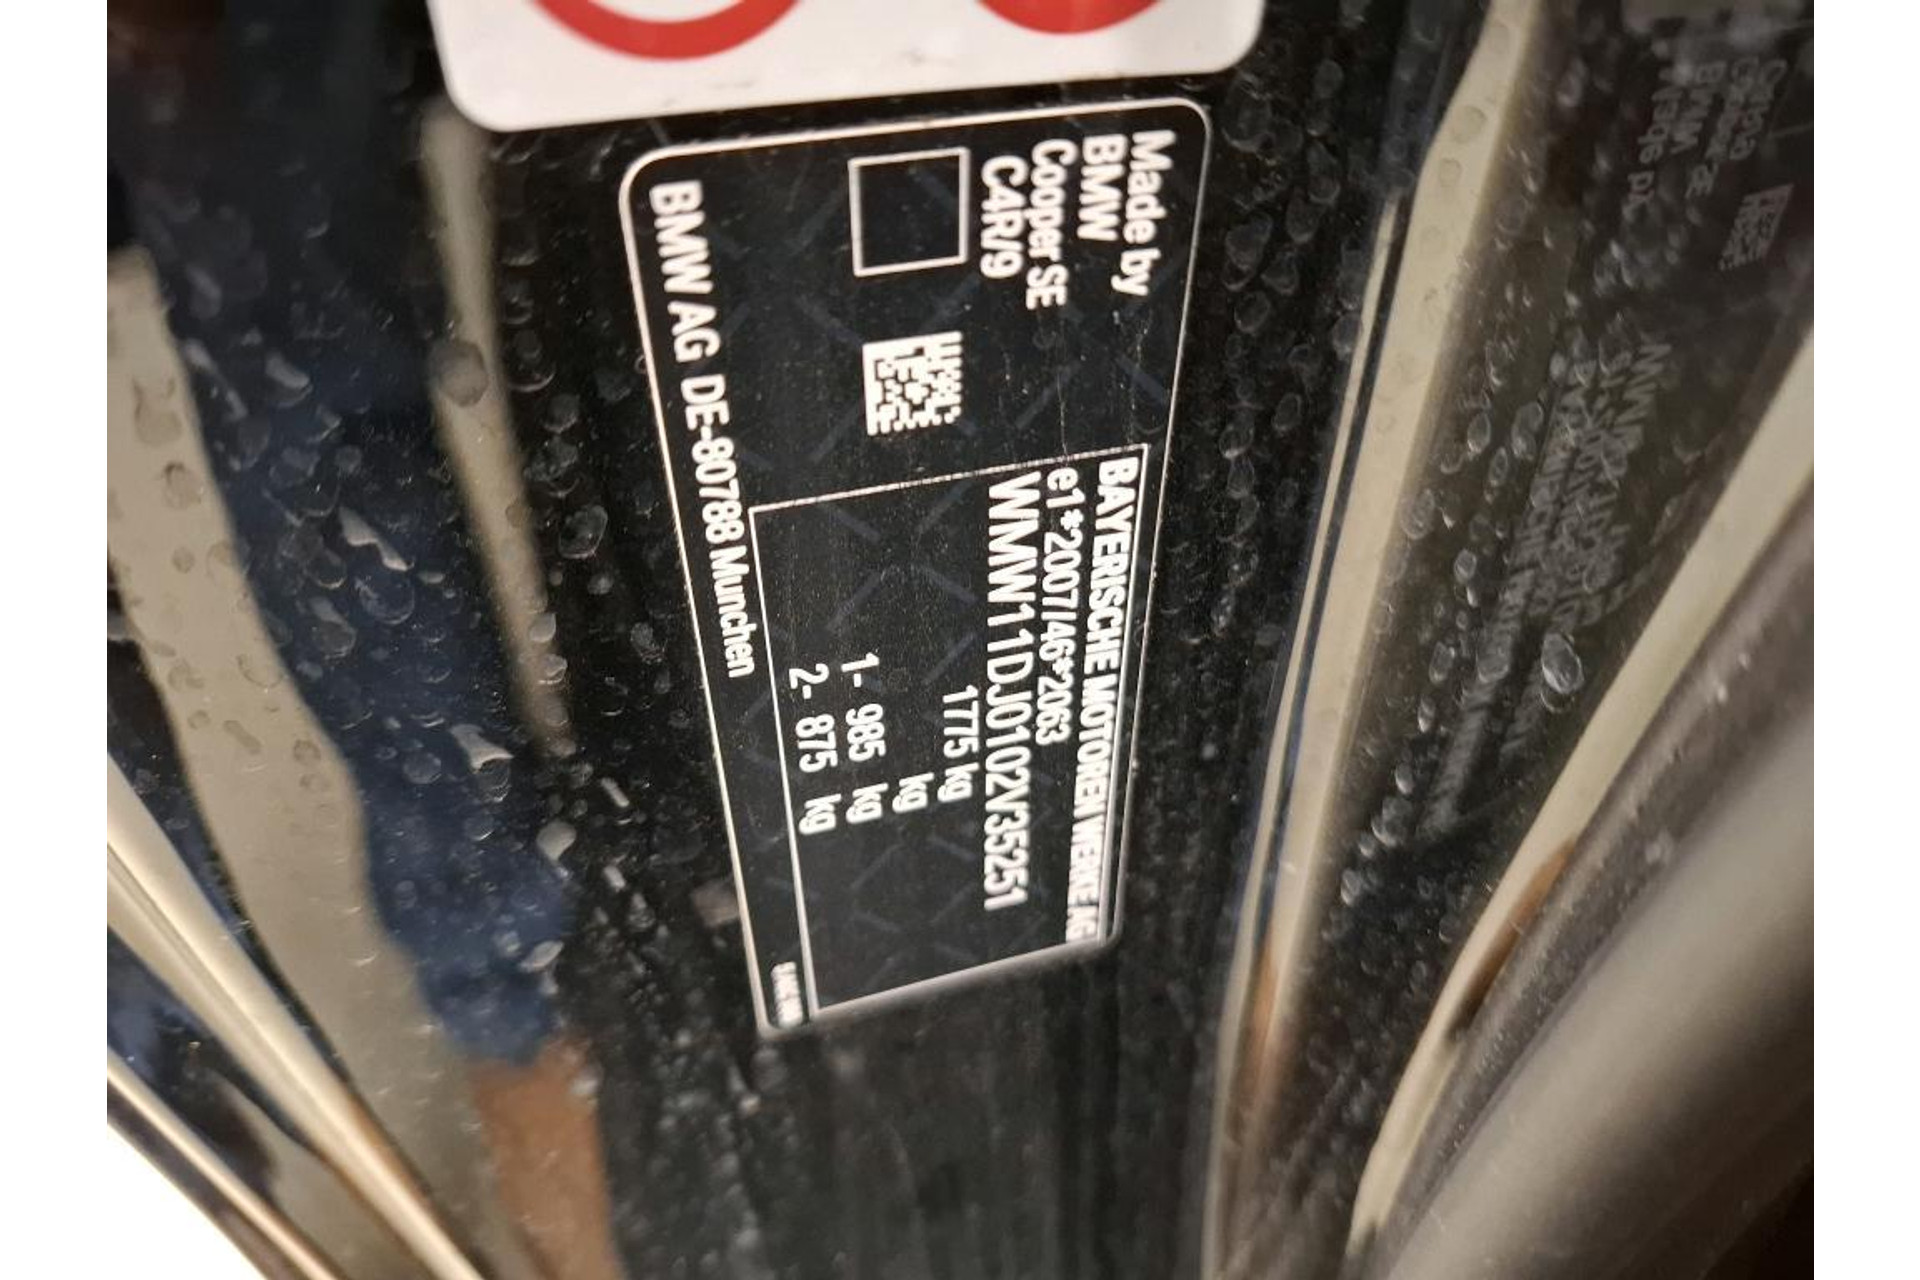 Made by
BMW
Cooper SE
C4R/9
BAYERISCHE MOTOREN WERKE AG
e1*2007/46*2063
WMW11DJ0102V35251
1775 kg
kg
1- 985 kg
2- 875 kg
BMW AG DE-80788 München